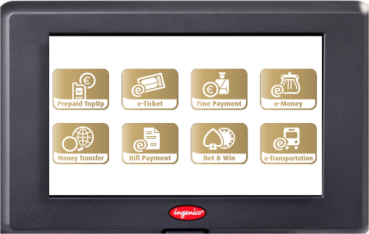 Prepaid TopUp
e-Ticket
Fine Payment
e-Money
Money Transfer
Bill Payment
Bet & Win
e-Transportation
ingenico